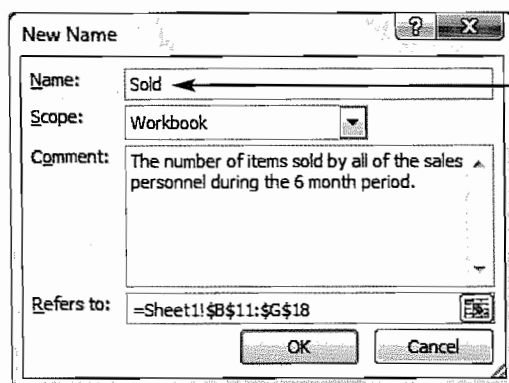 New Name
Name: Sold
Scope: Workbook
Comment: The number of items sold by all of the sales
personnel during the 6 month period.
Refers to: =Sheet1!$B$11:$G$18
OK Cancel